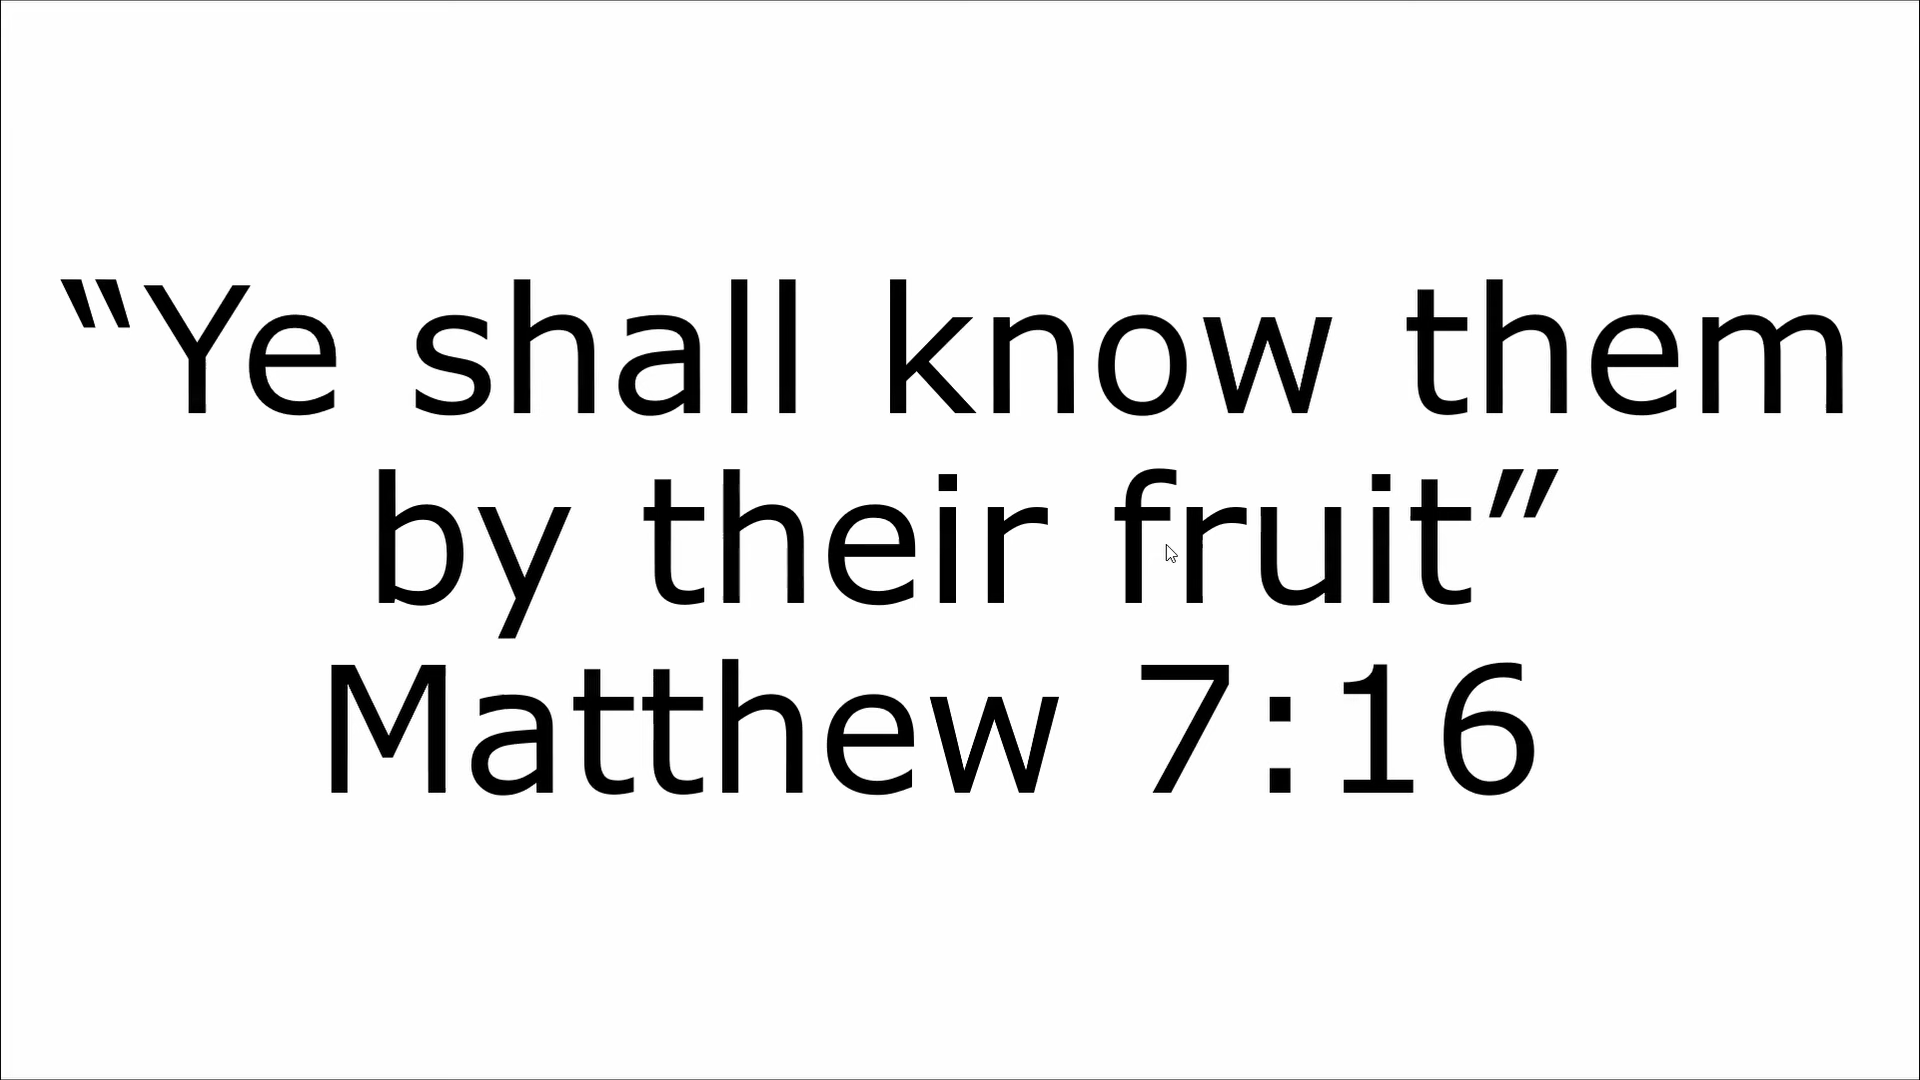 “Ye shall know them
by their fruit”
Matthew 7:16